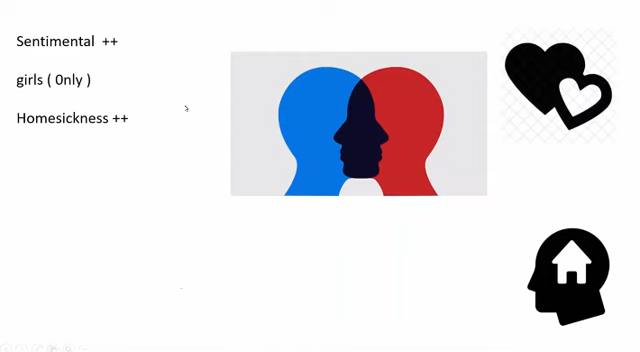 Sentimental ++
girls ( 0nly )
Homesickness ++